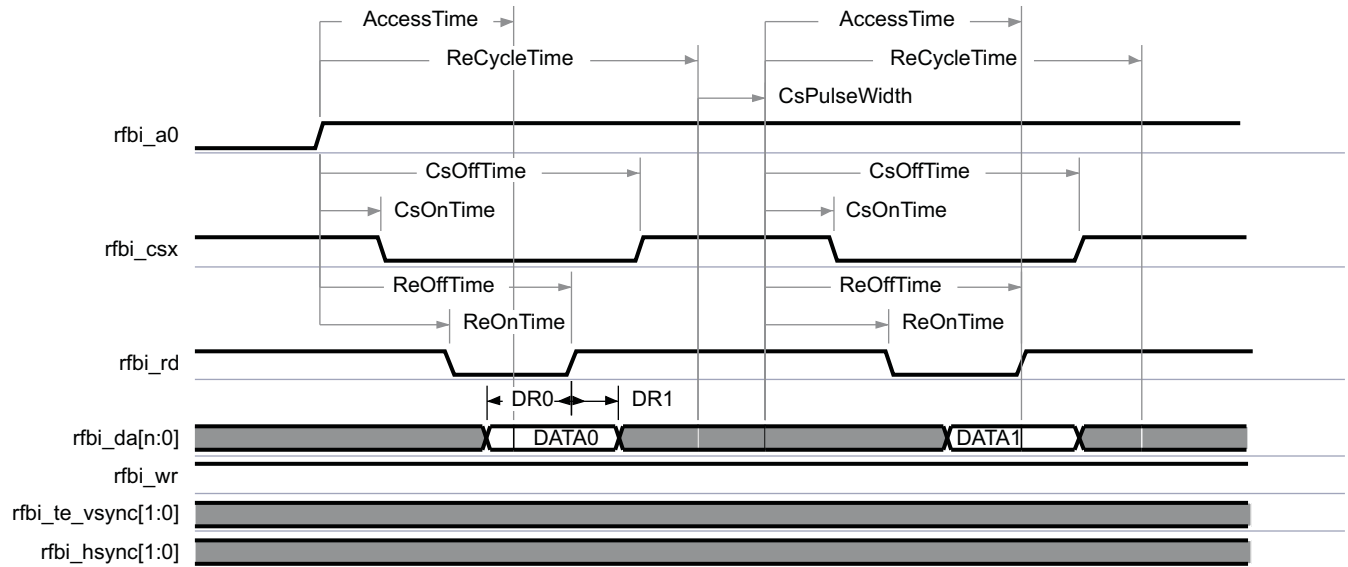 AccessTime AccessTime
ReCycleTime ReCycleTime
CsPulseWidth
rfbi_a0
CsOffTime CsOffTime
CsOnTime CsOnTime
rfbi_csx
ReOffTime ReOffTime
ReOnTime ReOnTime
rfbi_rd
DR0 DR1
rfbi_da[n:0] DATA0 DATA1
rfbi_wr
rfbi_te_vsync[1:0]
rfbi_hsync[1:0]